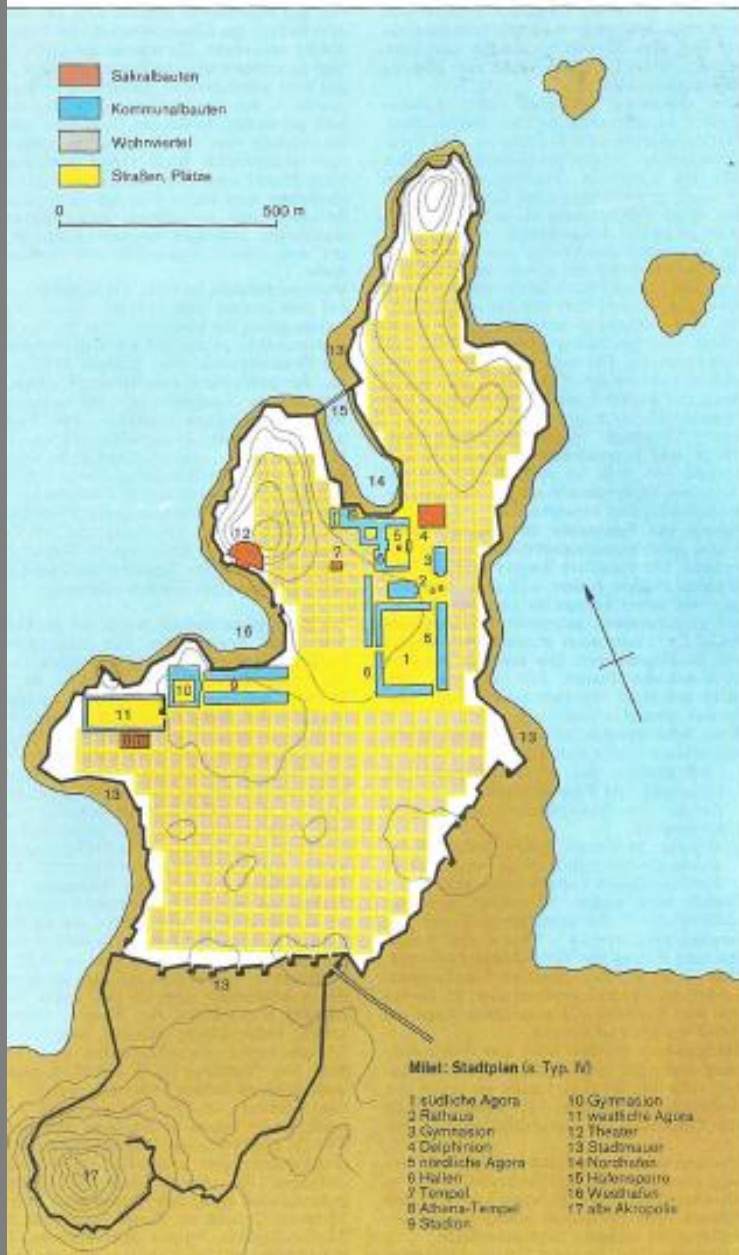 Sakralbauten
Kommunalbauten
Wohnviertel
Straßen, Plätze
0 500 m
13
15
14
12
7
6
5
4
3
2
16
6
1
6
10
9
11
13
13
13
17
Milet: Stadtplan (s. Typ. IV)
1 südliche Agora
2 Rathaus
3 Gymnasion
4 Delphinion
5 nördliche Agora
6 Hallen
7 Tempel
8 Athena-Tempel
9 Stadion
10 Gymnasion
11 westliche Agora
12 Theater
13 Stadtmauer
14 Nordhafen
15 Hafensperre
16 Westhafen
17 alte Akropolis